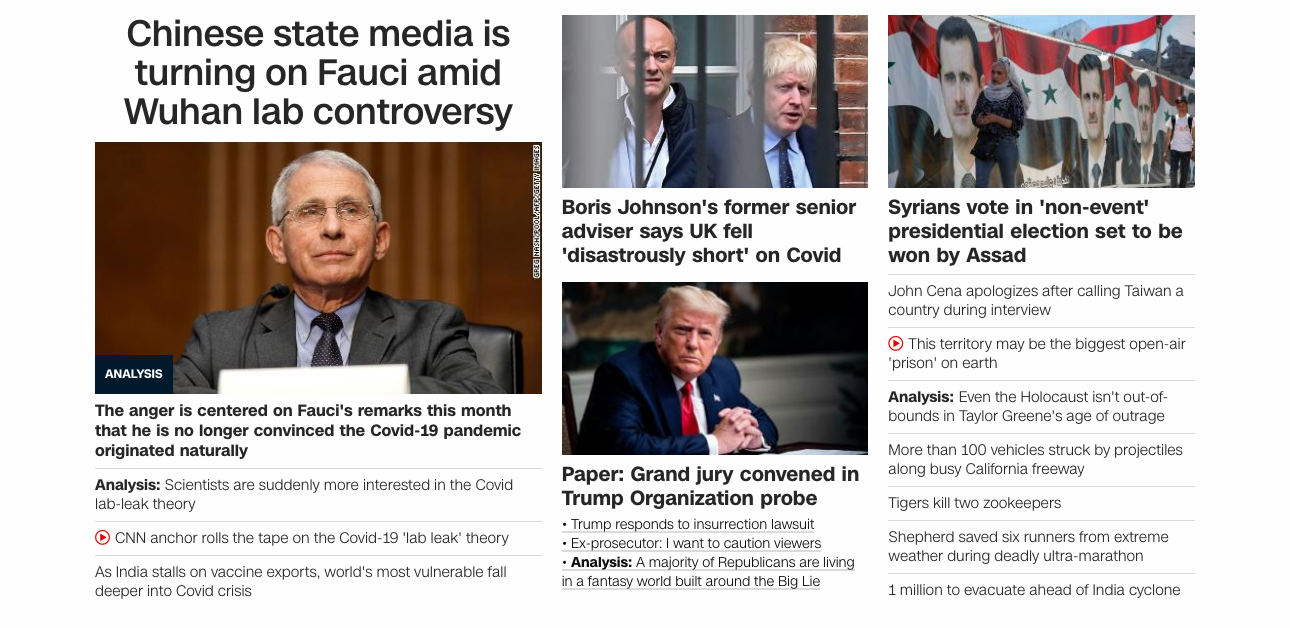 Chinese state media is
turning on Fauci amid
Wuhan lab controversy
GREG NASH/POOL/AFP/GETTY IMAGES
ANALYSIS
The anger is centered on Fauci's remarks this month
that he is no longer convinced the Covid-19 pandemic
originated naturally
Analysis: Scientists are suddenly more interested in the Covid
lab-leak theory
CNN anchor rolls the tape on the Covid-19 'lab leak' theory
As India stalls on vaccine exports, world's most vulnerable fall
deeper into Covid crisis
Boris Johnson's former senior
adviser says UK fell
'disastrously short' on Covid
Paper: Grand jury convened in
Trump Organization probe
• Trump responds to insurrection lawsuit
• Ex-prosecutor: I want to caution viewers
• Analysis: A majority of Republicans are living
in a fantasy world built around the Big Lie
Syrians vote in 'non-event'
presidential election set to be
won by Assad
John Cena apologizes after calling Taiwan a
country during interview
This territory may be the biggest open-air
'prison' on earth
Analysis: Even the Holocaust isn't out-of-
bounds in Taylor Greene's age of outrage
More than 100 vehicles struck by projectiles
along busy California freeway
Tigers kill two zookeepers
Shepherd saved six runners from extreme
weather during deadly ultra-marathon
1 million to evacuate ahead of India cyclone